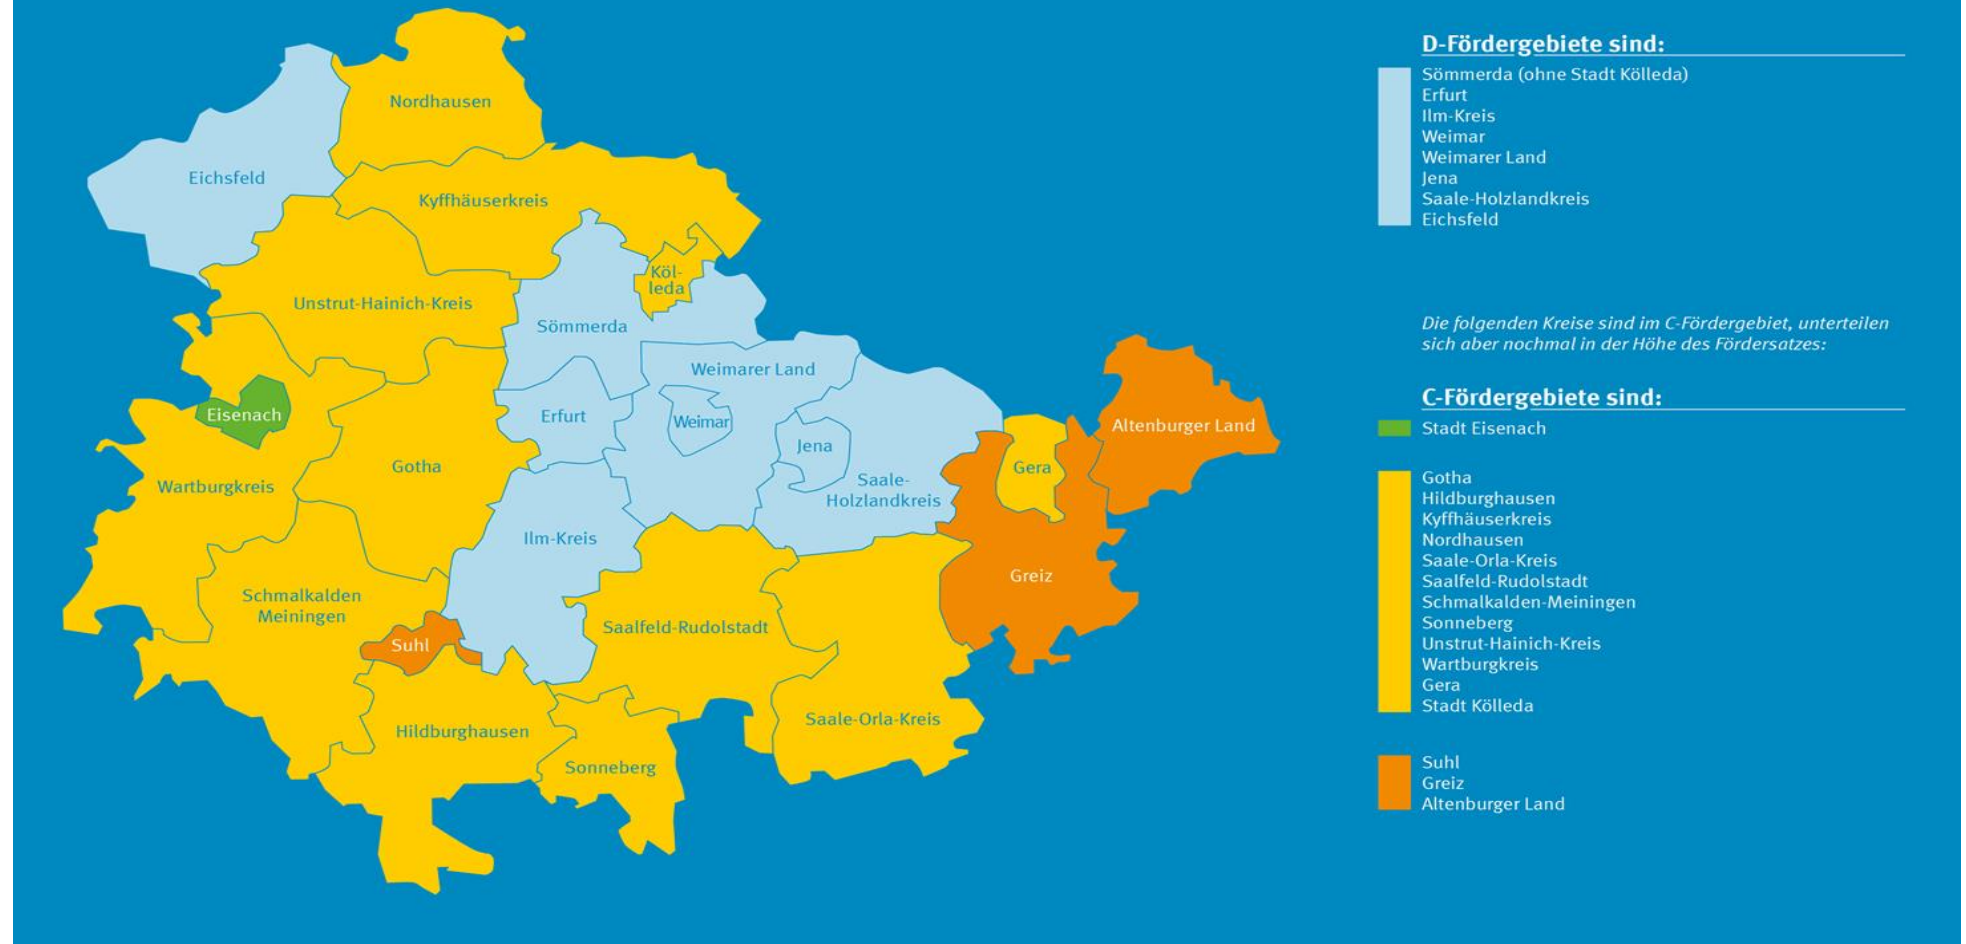 Nordhausen
Eichsfeld
Kyffhäuserkreis
Köl-
leda
Unstrut-Hainich-Kreis
Sömmerda
Weimarer Land
Eisenach
Erfurt
Weimar
Jena
Altenburger Land
Gotha
Gera
Wartburgkreis
Saale-
Holzlandkreis
Ilm-Kreis
Greiz
Schmalkalden
Meiningen
Suhl
Saalfeld-Rudolstadt
Hildburghausen
Saale-Orla-Kreis
Sonneberg
D-Fördergebiete sind:
Sömmerda (ohne Stadt Kölleda)
Erfurt
Ilm-Kreis
Weimar
Weimarer Land
Jena
Saale-Holzlandkreis
Eichsfeld
Die folgenden Kreise sind im C-Fördergebiet, unterteilen
sich aber nochmal in der Höhe des Fördersatzes:
C-Fördergebiete sind:
Stadt Eisenach
Gotha
Hildburghausen
Kyffhäuserkreis
Nordhausen
Saale-Orla-Kreis
Saalfeld-Rudolstadt
Schmalkalden-Meiningen
Sonneberg
Unstrut-Hainich-Kreis
Wartburgkreis
Gera
Stadt Kölleda
Suhl
Greiz
Altenburger Land